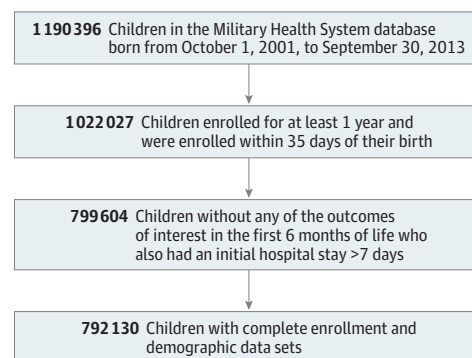 1190396 Children in the Military Health System database
born from October 1, 2001, to September 30, 2013
1022027 Children enrolled for at least 1 year and
were enrolled within 35 days of their birth
799604 Children without any of the outcomes
of interest in the first 6 months of life who
also had an initial hospital stay >7 days
792130 Children with complete enrollment and
demographic data sets